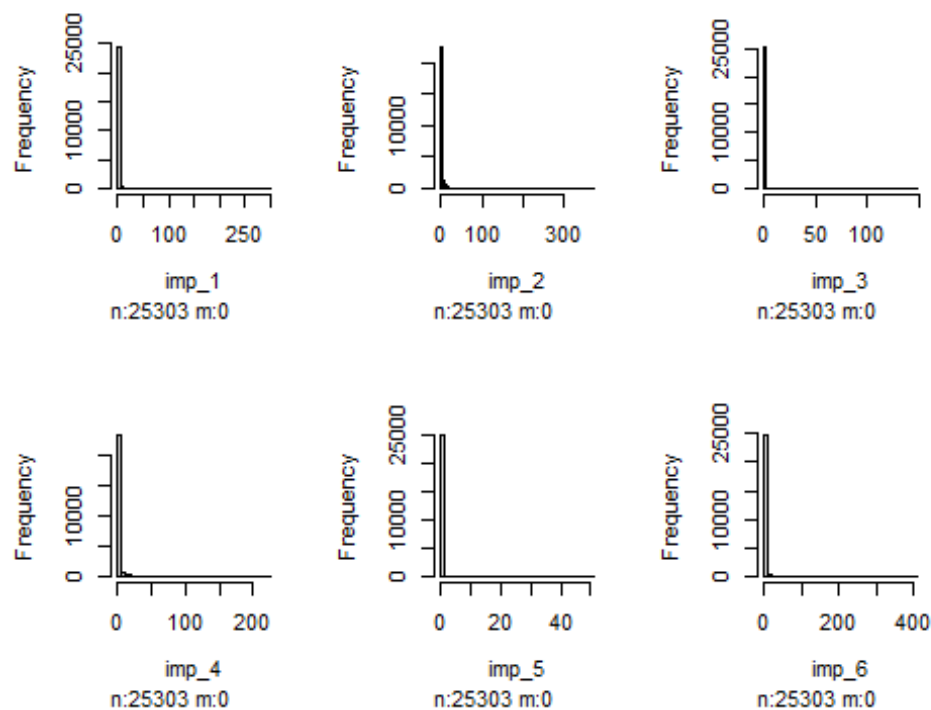 Frequency
0 10000 25000
0 100 250
imp_1
n:25303 m:0
Frequency
0 10000
0 100 300
imp_2
n:25303 m:0
Frequency
0 10000 25000
0 50 100
imp_3
n:25303 m:0
Frequency
0 10000
0 100 200
imp_4
n:25303 m:0
Frequency
0 10000 25000
0 20 40
imp_5
n:25303 m:0
Frequency
0 10000 25000
0 200 400
imp_6
n:25303 m:0